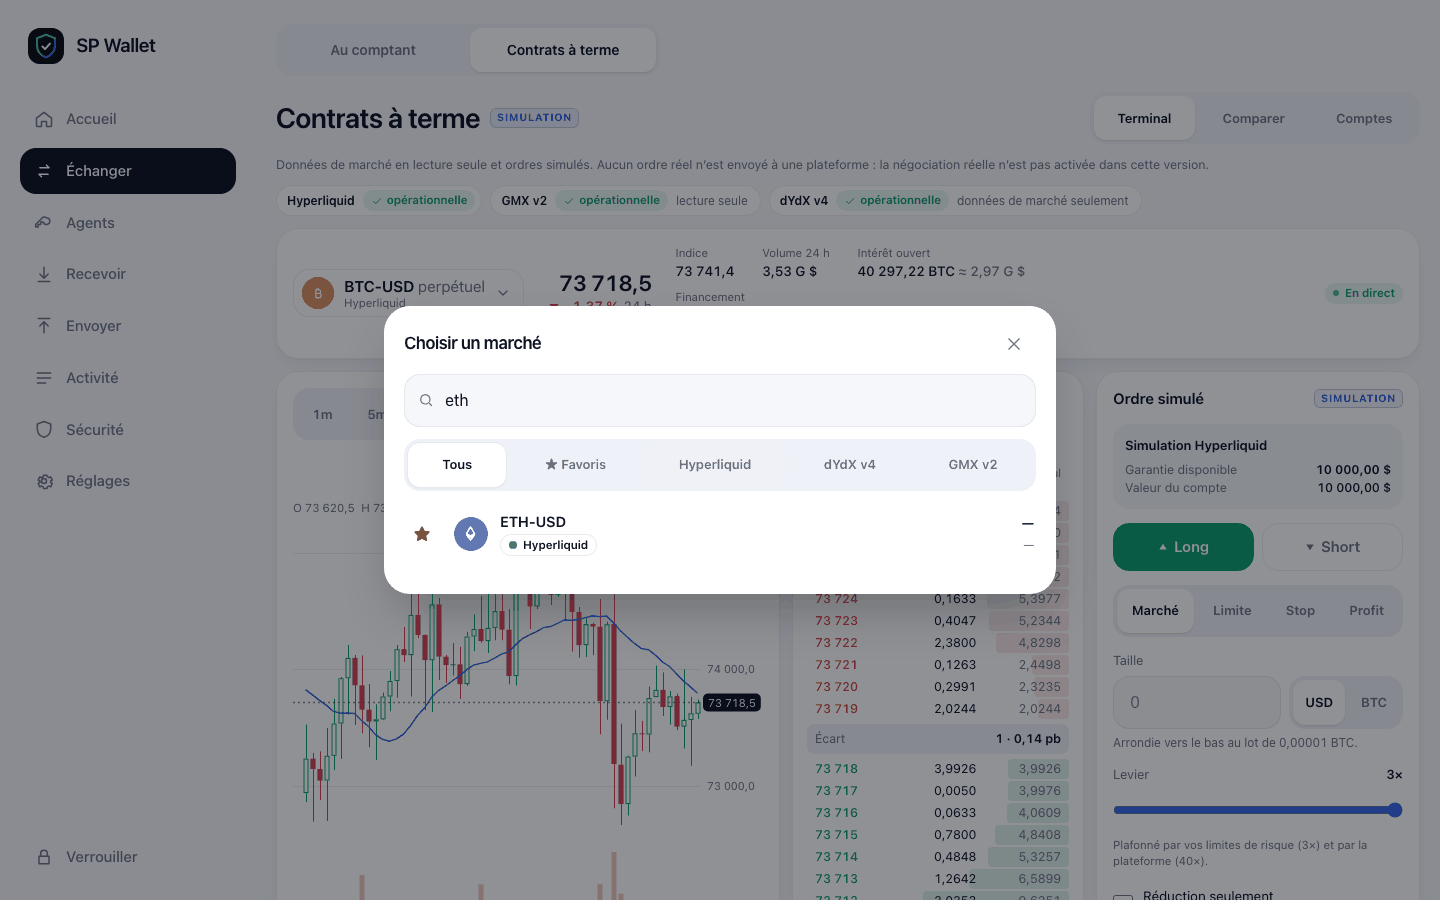 SP Wallet
Au comptant
Contrats à terme
Accueil
Échanger
Agents
Recevoir
Envoyer
Activité
Sécurité
Réglages
Verrouiller
Contrats à terme SIMULATION
Terminal Comparer Comptes
Données de marché en lecture seule et ordres simulés. Aucun ordre réel n'est envoyé à une plateforme : la négociation réelle n'est pas activée dans cette version.
Hyperliquid opérationnelle GMX v2 opérationnelle lecture seule dYdX v4 opérationnelle données de marché seulement
BTC-USD perpétuel
Hyperliquid
73 718,5
Indice
73 741,4
Volume 24 h
3,53 G $
Intérêt ouvert
40 297,22 BTC ≈ 2,97 G $
Financement
En direct
Choisir un marché
eth
Tous Favoris Hyperliquid dYdX v4 GMX v2
ETH-USD —
Hyperliquid —
1m
O 73 620,5
74 000,0
73 718,5
73 000,0
73 724 0,1633 5,3977
73 723 0,4047 5,2344
73 722 2,3800 4,8298
73 721 0,1263 2,4498
73 720 0,2991 2,3235
73 719 2,0244 2,0244
Écart 1 · 0,14 pb
73 718 3,9926 3,9926
73 717 0,0050 3,9976
73 716 0,0633 4,0609
73 715 0,7800 4,8408
73 714 0,4848 5,3257
73 713 1,2642 6,5899
Ordre simulé SIMULATION
Simulation Hyperliquid
Garantie disponible 10 000,00 $
Valeur du compte 10 000,00 $
Long Short
Marché Limite Stop Profit
Taille
0 USD BTC
Arrondie vers le bas au lot de 0,00001 BTC.
Levier 3×
Plafonné par vos limites de risque (3×) et par la
plateforme (40×).
Réduction seulement